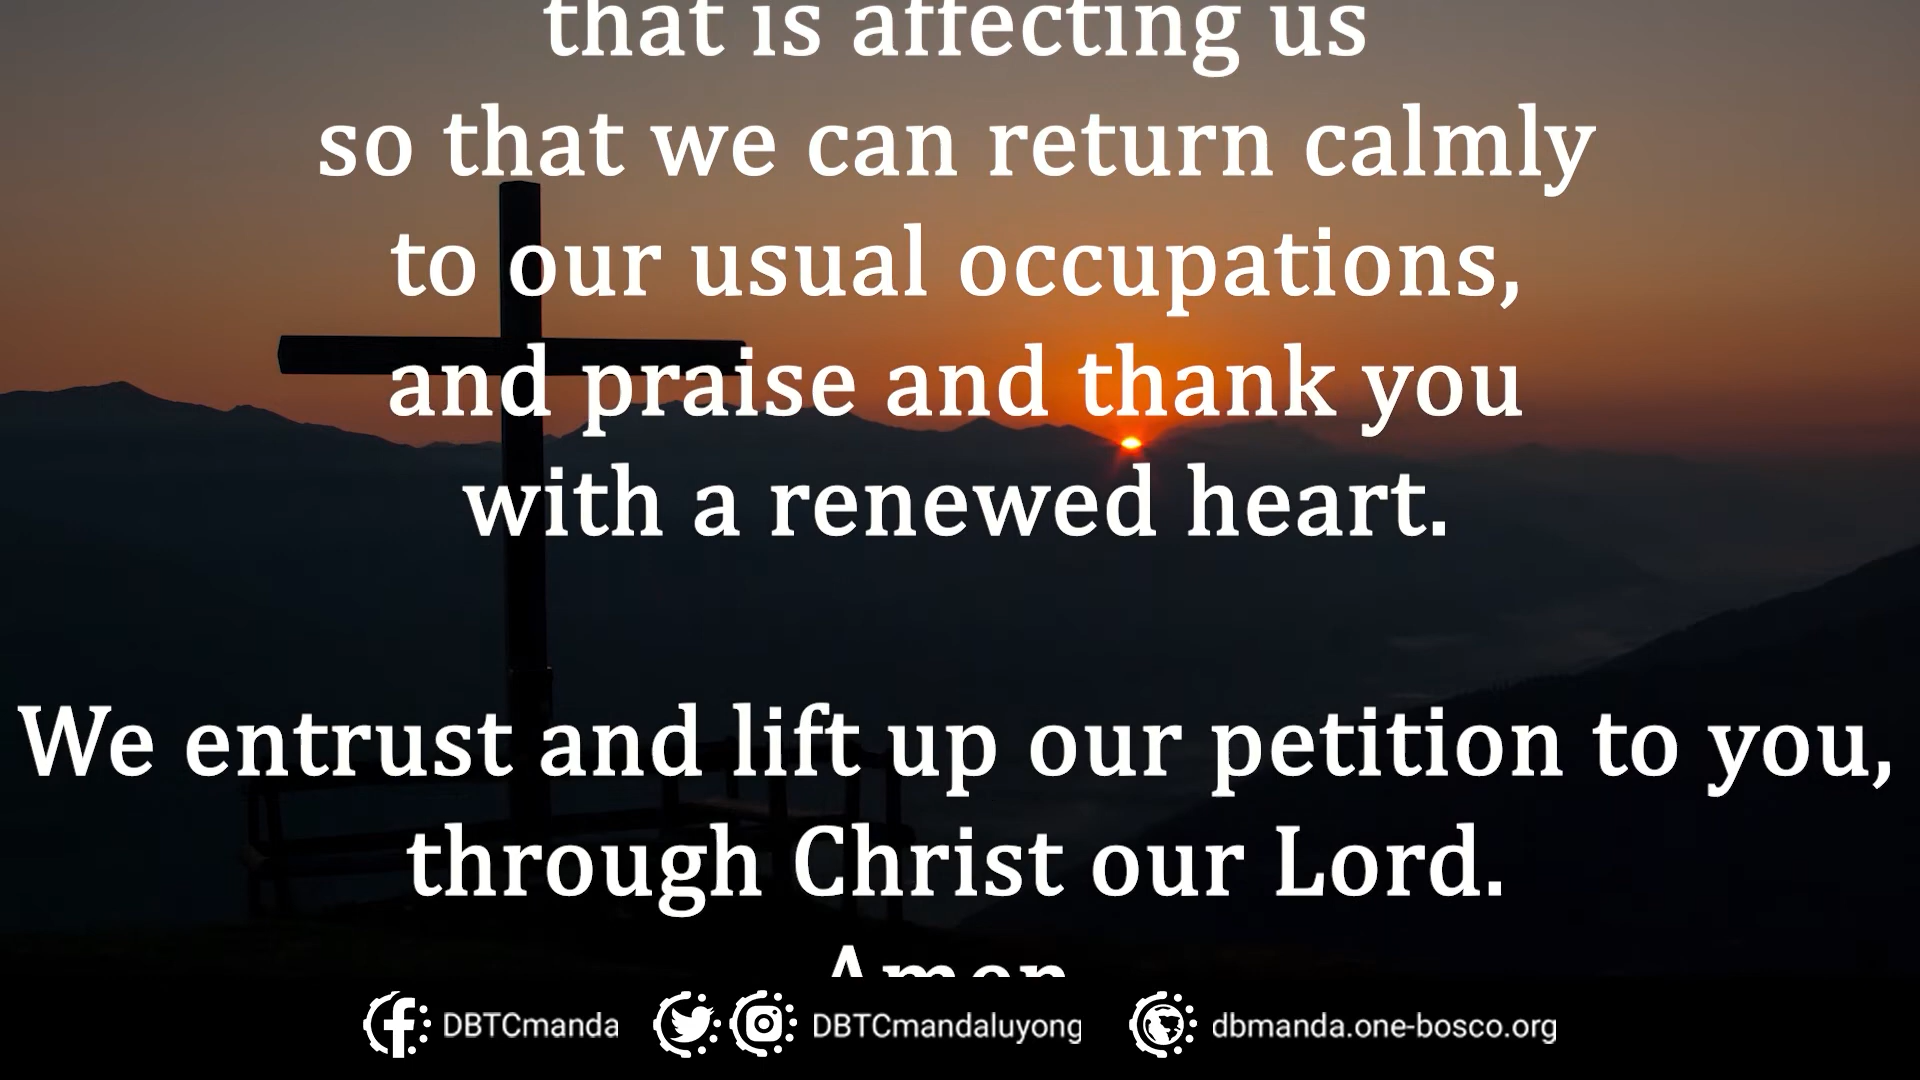 that is affecting us
so that we can return calmly
to our usual occupations,
and praise and thank you
with a renewed heart.
We entrust and lift up our petition to you,
through Christ our Lord.
Amen
DBTCmanda DBTCmandaluyong dbmanda.one-bosco.org